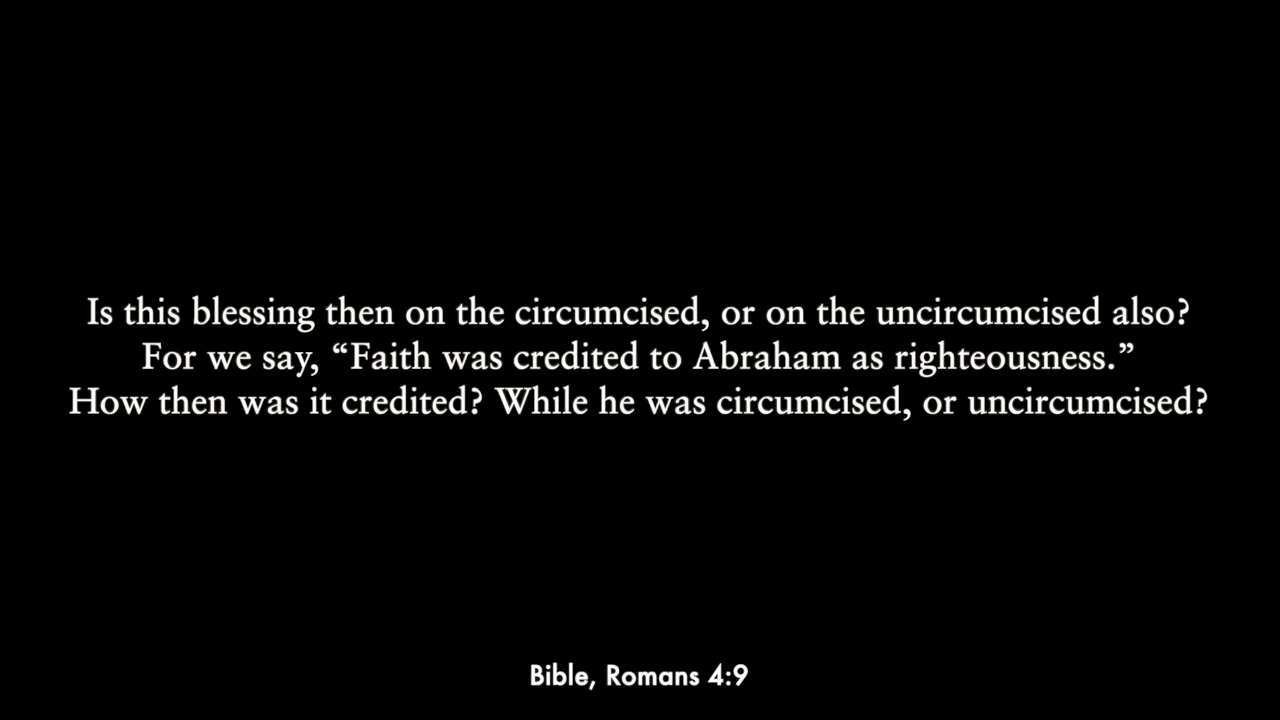 Is this blessing then on the circumcised, or on the uncircumcised also?
For we say, “Faith was credited to Abraham as righteousness.”
How then was it credited? While he was circumcised, or uncircumcised?
Bible, Romans 4:9